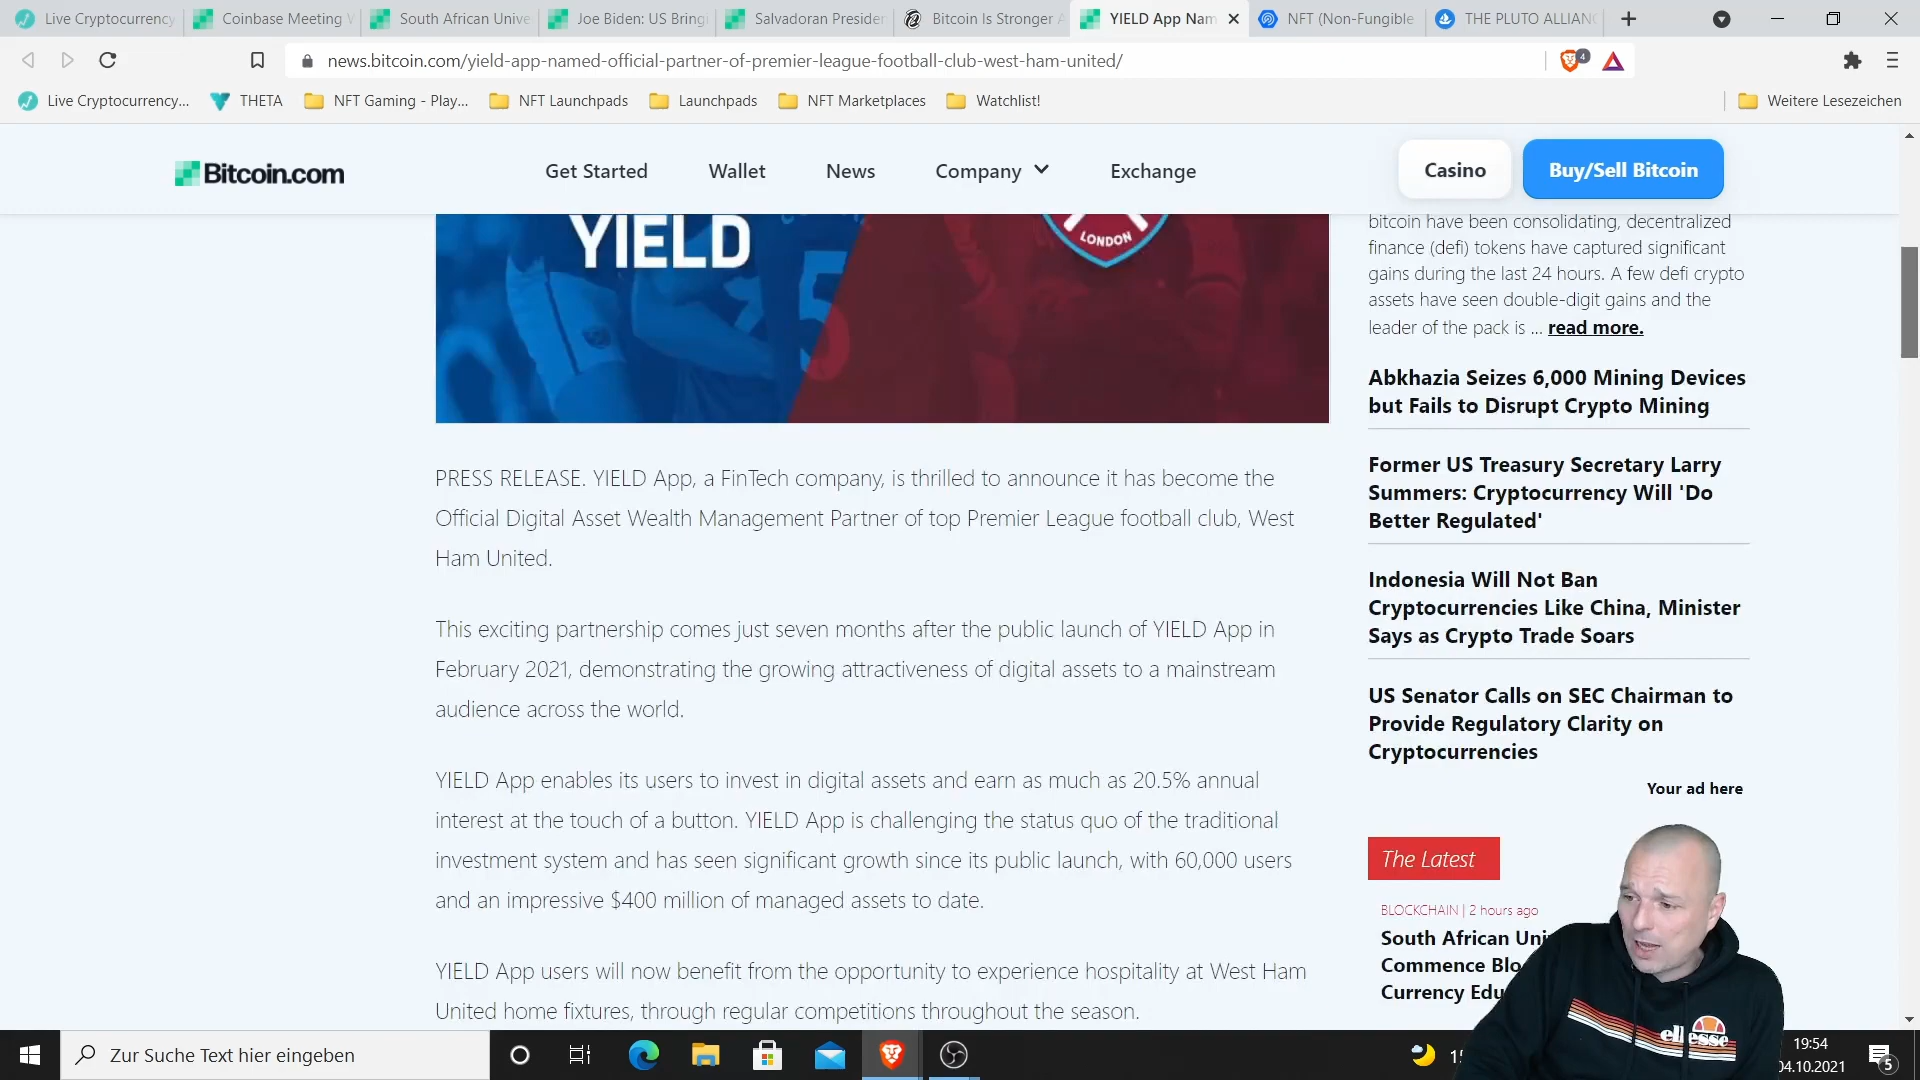 Live Cryptocurrency
Coinbase Meeting
South African Unive
Joe Biden: US Bringi
Salvadoran Presiden
Bitcoin Is Stronger
YIELD App Nam
NFT (Non-Fungible
THE PLUTO ALLIAN
news.bitcoin.com/yield-app-named-official-partner-of-premier-league-football-club-west-ham-united/
4
Live Cryptocurrency...
THETA
NFT Gaming - Play...
NFT Launchpads
Launchpads
NFT Marketplaces
Watchlist!
Weitere Lesezeichen
Bitcoin.com
Get Started
Wallet
News
Company
Exchange
Casino
Buy/Sell Bitcoin
YIELD
LONDON
PRESS RELEASE. YIELD App, a FinTech company, is thrilled to announce it has become the
Official Digital Asset Wealth Management Partner of top Premier League football club, West
Ham United.
This exciting partnership comes just seven months after the public launch of YIELD App in
February 2021, demonstrating the growing attractiveness of digital assets to a mainstream
audience across the world.
YIELD App enables its users to invest in digital assets and earn as much as 20.5% annual
interest at the touch of a button. YIELD App is challenging the status quo of the traditional
investment system and has seen significant growth since its public launch, with 60,000 users
and an impressive $400 million of managed assets to date.
YIELD App users will now benefit from the opportunity to experience hospitality at West Ham
United home fixtures, through regular competitions throughout the season.
bitcoin have been consolidating, decentralized
finance (defi) tokens have captured significant
gains during the last 24 hours. A few defi crypto
assets have seen double-digit gains and the
leader of the pack is ... read more.
Abkhazia Seizes 6,000 Mining Devices
but Fails to Disrupt Crypto Mining
Former US Treasury Secretary Larry
Summers: Cryptocurrency Will 'Do
Better Regulated'
Indonesia Will Not Ban
Cryptocurrencies Like China, Minister
Says as Crypto Trade Soars
US Senator Calls on SEC Chairman to
Provide Regulatory Clarity on
Cryptocurrencies
Your ad here
The Latest
BLOCKCHAIN | 2 hours ago
South African Uni
Commence Blo
Currency Edu
ellesse
Zur Suche Text hier eingeben
19:54
04.10.2021
5